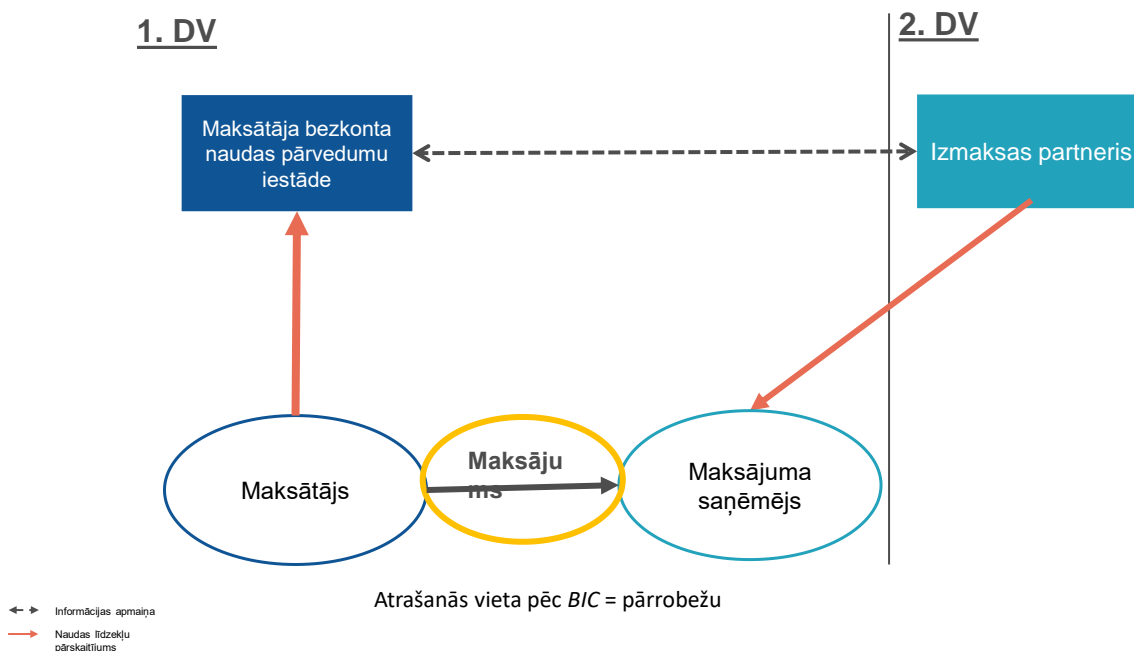 1. DV
2. DV
Maksātāja bezkonta
naudas pārvedumu
iestāde
Izmaksas partneris
Maksātājs
Maksāju
ms
Maksājuma
saņēmējs
Atrašanās vieta pēc BIC = pārrobežu
Informācijas apmaiņa
Naudas līdzekļu
pārskaitījums